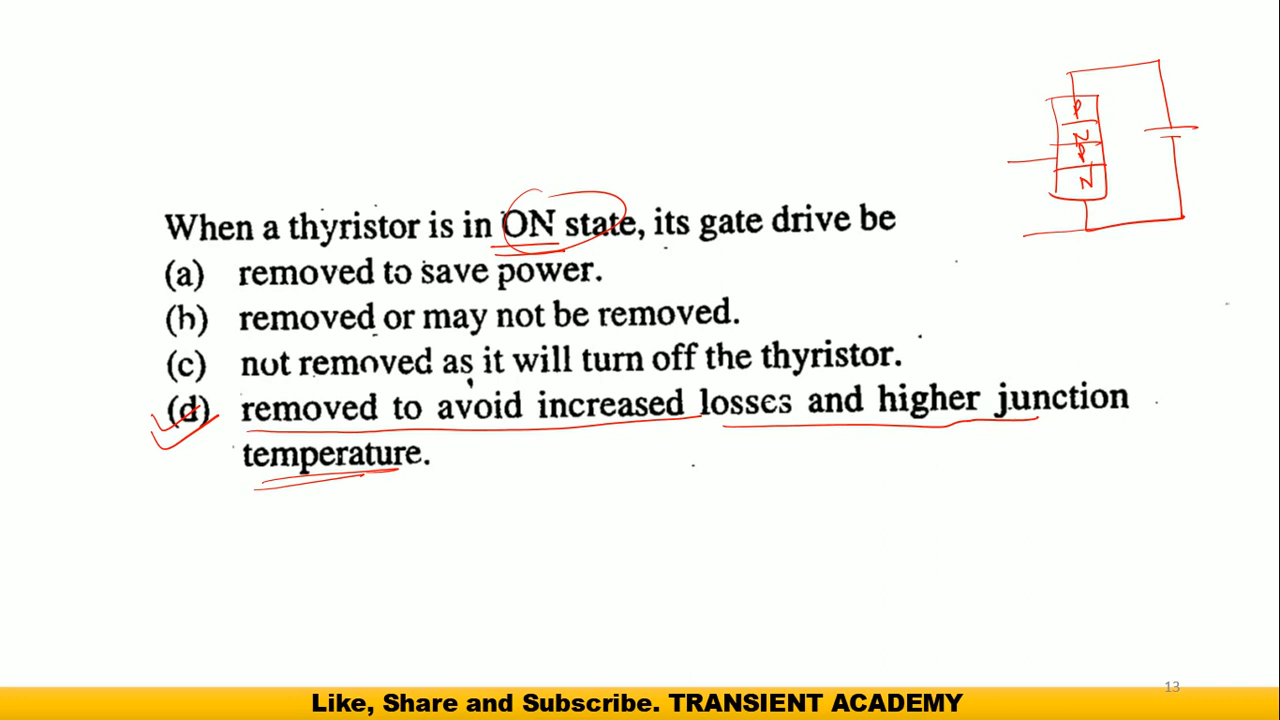 When a thyristor is in ON state, its gate drive be
(a) removed to save power.
(b) removed or may not be removed.
(c) not removed as it will turn off the thyristor.
(d) removed to avoid increased losses and higher junction
temperature.
P
N
P
N
13
Like, Share and Subscribe. TRANSIENT ACADEMY